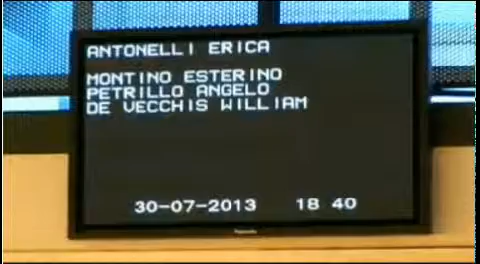 ANTONELLI ERICA
MONTINO ESTERINO
PETRILLO ANGELO
DE VECCHIS WILLIAM
30-07-2013 18 40